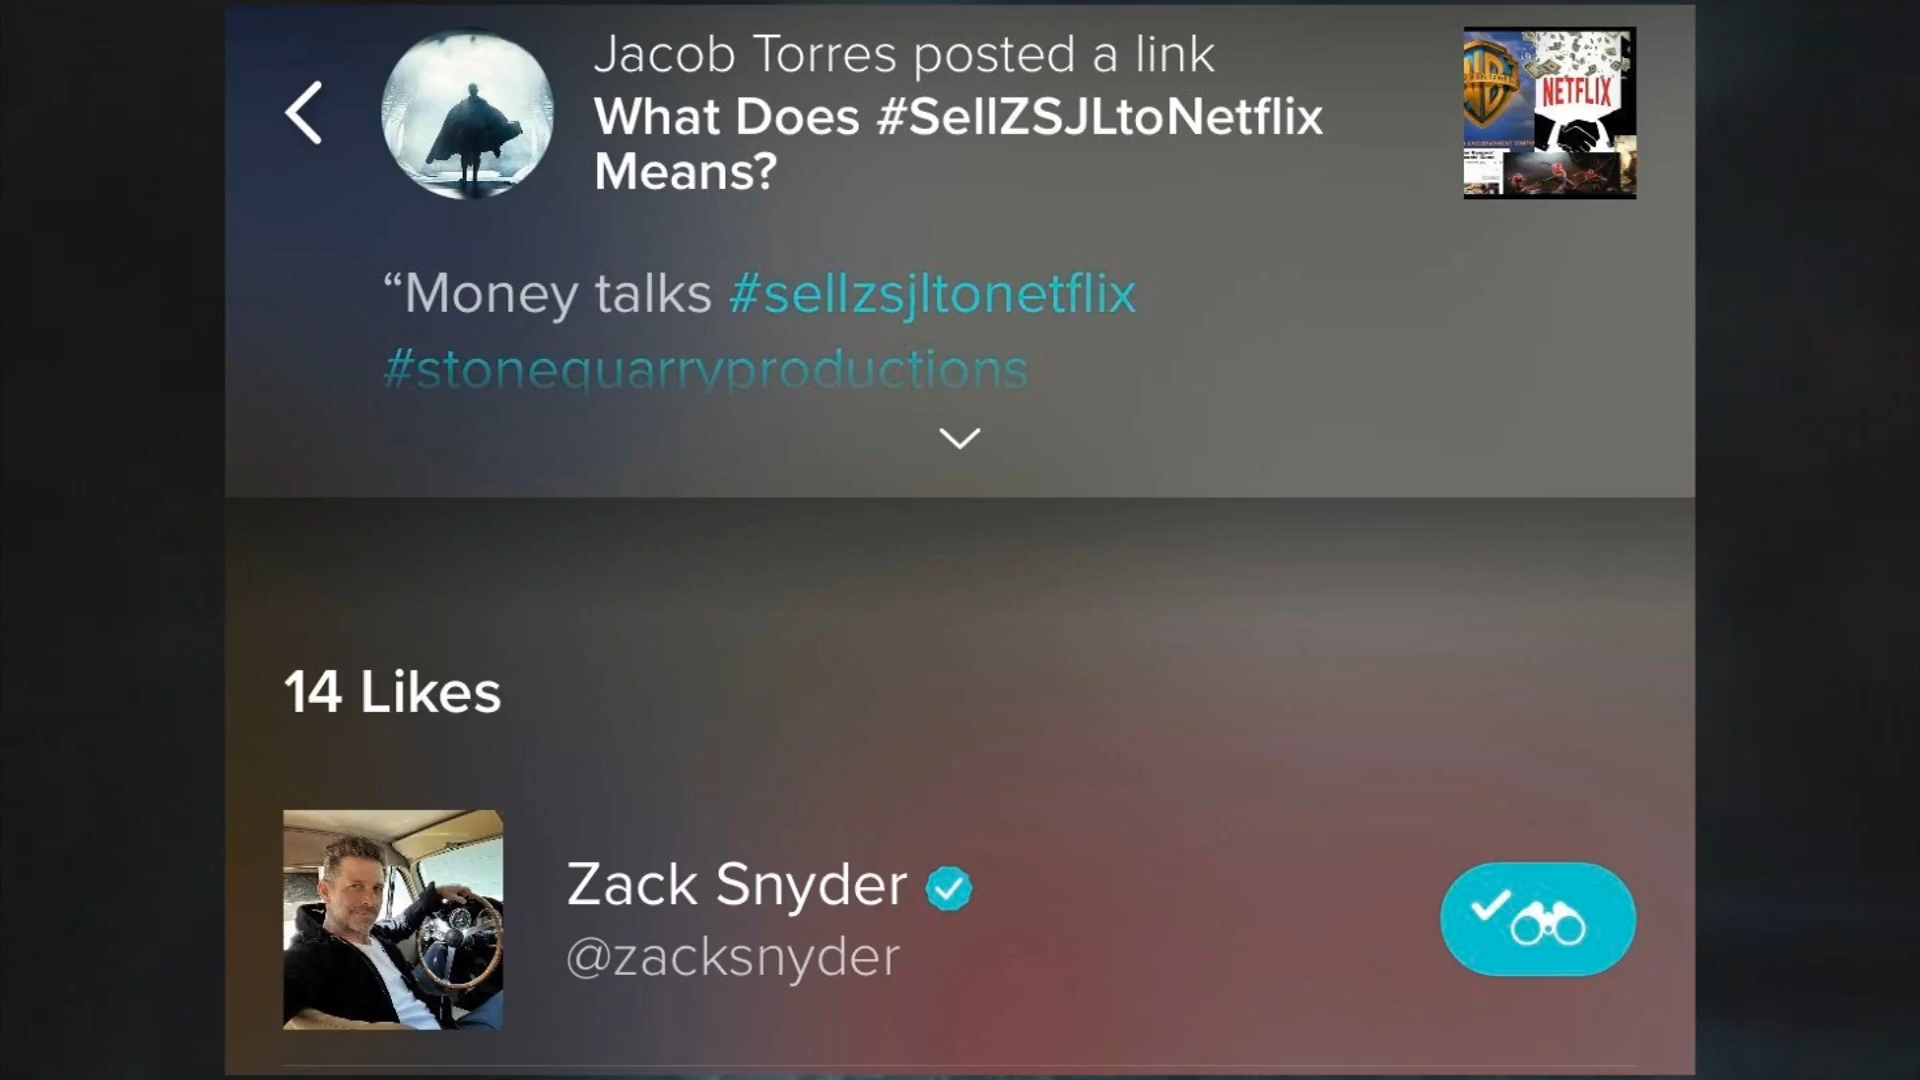 Jacob Torres posted a link
What Does #SellZSJLtoNetflix
Means?
NETFLIX
“Money talks #sellzsjltonetflix
#stonequarryproductions
14 Likes
Zack Snyder
@zacksnyder